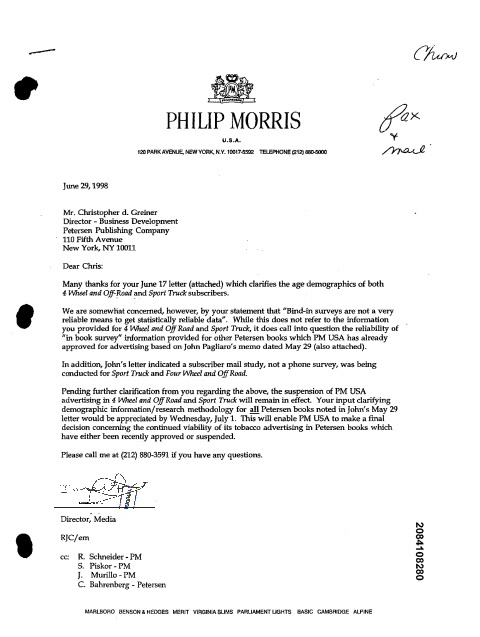 Chron
PHILIP MORRIS
U.S.A.
120 PARK AVENUE, NEW YORK, N.Y. 10017-5592 TELEPHONE (212) 880-5000
Fax
+
mail
June 29, 1998
Mr. Christopher d. Greiner
Director - Business Development
Petersen Publishing Company
110 Fifth Avenue
New York, NY 10011
Dear Chris:
Many thanks for your June 17 letter (attached) which clarifies the age demographics of both
4 Wheel and Off-Road and Sport Truck subscribers.
We are somewhat concerned, however, by your statement that "Bind-in surveys are not a very
reliable means to get statistically reliable data". While this does not refer to the information
you provided for 4 Wheel and Off Road and Sport Truck, it does call into question the reliability of
"in book survey" information provided for other Petersen books which PM USA has already
approved for advertising based on John Pagliaro's memo dated May 29 (also attached).
In addition, John's letter indicated a subscriber mail study, not a phone survey, was being
conducted for Sport Truck and Four Wheel and Off Road.
Pending further clarification from you regarding the above, the suspension of PM USA
advertising in 4 Wheel and Off Road and Sport Truck will remain in effect. Your input clarifying
demographic information/research methodology for all Petersen books noted in John's May 29
letter would be appreciated by Wednesday, July 1. This will enable PM USA to make a final
decision concerning the continued viability of its tobacco advertising in Petersen books which
have either been recently approved or suspended.
Please call me at (212) 880-3591 if you have any questions.
Director, Media
RJC/em
cc: R. Schneider - PM
S. Piskor - PM
J. Murillo - PM
C. Bahrenberg - Petersen
2084108280
MARLBORO BENSON & HEDGES MERIT VIRGINIA SLIMS PARLIAMENT LIGHTS BASIC CAMBRIDGE ALPINE